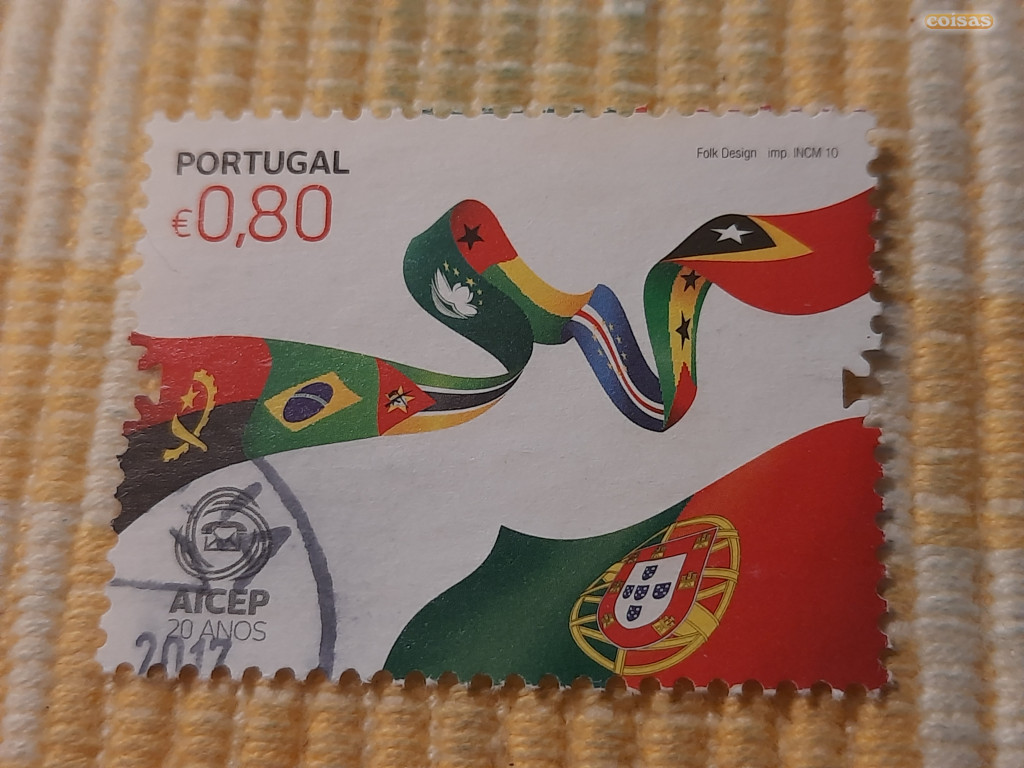 coisas
PORTUGAL
€0,80
Folk Design imp. INCM 10
AICEP
20 ANOS
2017